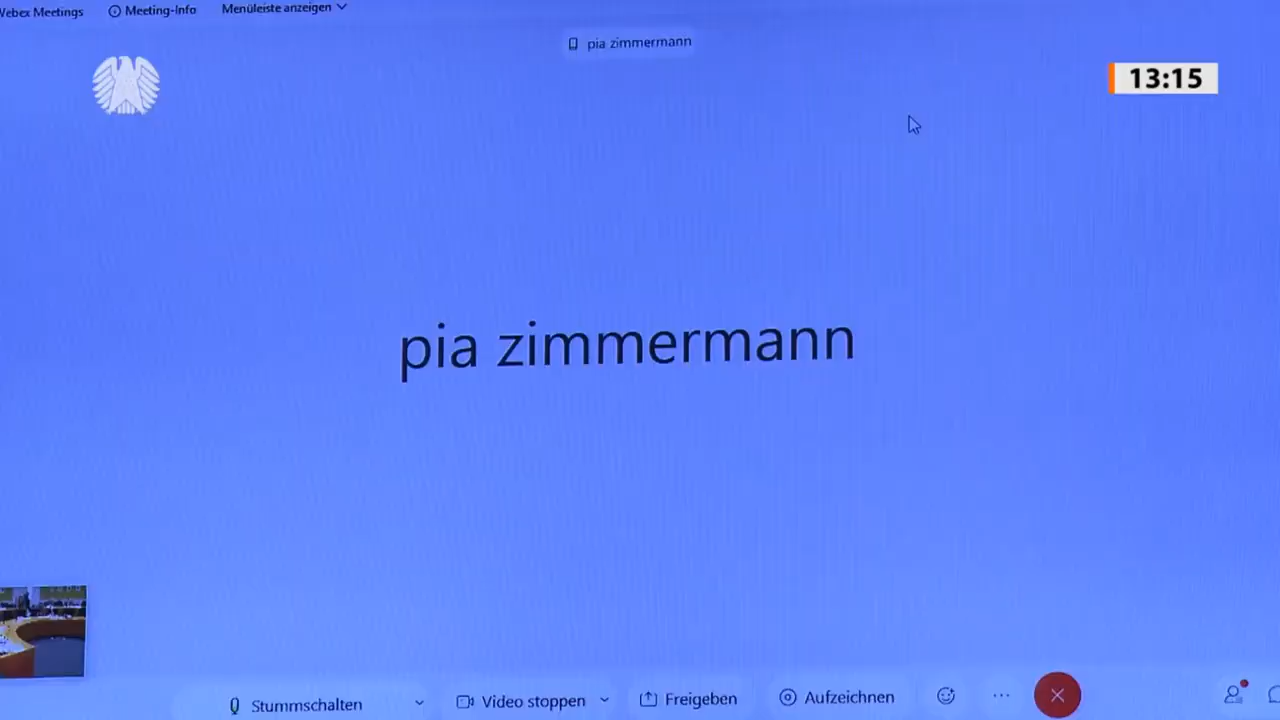 Webex Meetings Meeting-Info Menüleiste anzeigen
pia zimmermann
13:15
pia zimmermann
Stummschalten Video stoppen Freigeben Aufzeichnen